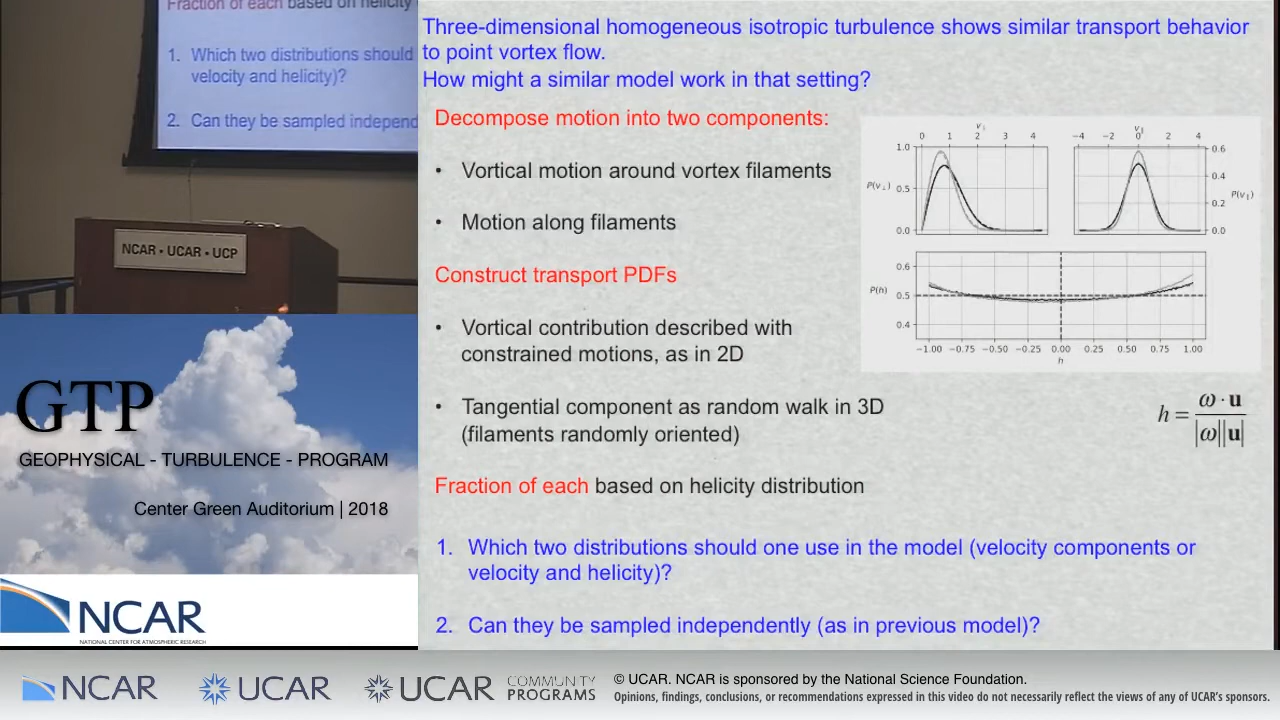 Fraction of each based on helicity
1. Which two distributions should
velocity and helicity)?
2. Can they be sampled independ
NCAR • UCAR • UCP
GTP
GEOPHYSICAL - TURBULENCE - PROGRAM
Center Green Auditorium | 2018
NCAR
NATIONAL CENTER FOR ATMOSPHERIC RESEARCH
Three-dimensional homogeneous isotropic turbulence shows similar transport behavior
to point vortex flow.
How might a similar model work in that setting?
Decompose motion into two components:
• Vortical motion around vortex filaments
• Motion along filaments
Construct transport PDFs
• Vortical contribution described with
constrained motions, as in 2D
• Tangential component as random walk in 3D
(filaments randomly oriented)
Fraction of each based on helicity distribution
1. Which two distributions should one use in the model (velocity components or
velocity and helicity)?
2. Can they be sampled independently (as in previous model)?
v⊥
0 1 2 3 4
1.0
0.5
0.0
P(v⊥)
v∥
−4 −2 0 2 4
0.6
0.4
0.2
0.0
P(v∥)
0.6
0.5
0.4
P(h)
−1.00 −0.75 −0.50 −0.25 0.00 0.25 0.50 0.75 1.00
h
h = ω · u / |ω||u|
NCAR UCAR UCAR COMMUNITY PROGRAMS
© UCAR. NCAR is sponsored by the National Science Foundation.
Opinions, findings, conclusions, or recommendations expressed in this video do not necessarily reflect the views of any of UCAR's sponsors.